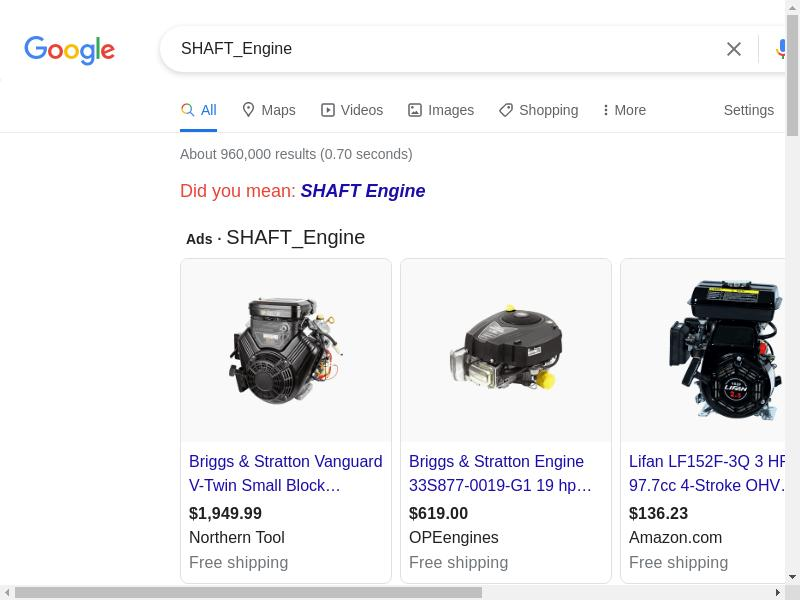 Google
SHAFT_Engine
All Maps Videos Images Shopping More Settings
About 960,000 results (0.70 seconds)
Did you mean: SHAFT Engine
Ads · SHAFT_Engine
Briggs & Stratton Vanguard
V-Twin Small Block…
$1,949.99
Northern Tool
Free shipping
Briggs & Stratton Engine
33S877-0019-G1 19 hp…
$619.00
OPEengines
Free shipping
LIFAN
2.5
Lifan LF152F-3Q 3 HP
97.7cc 4-Stroke OHV…
$136.23
Amazon.com
Free shipping